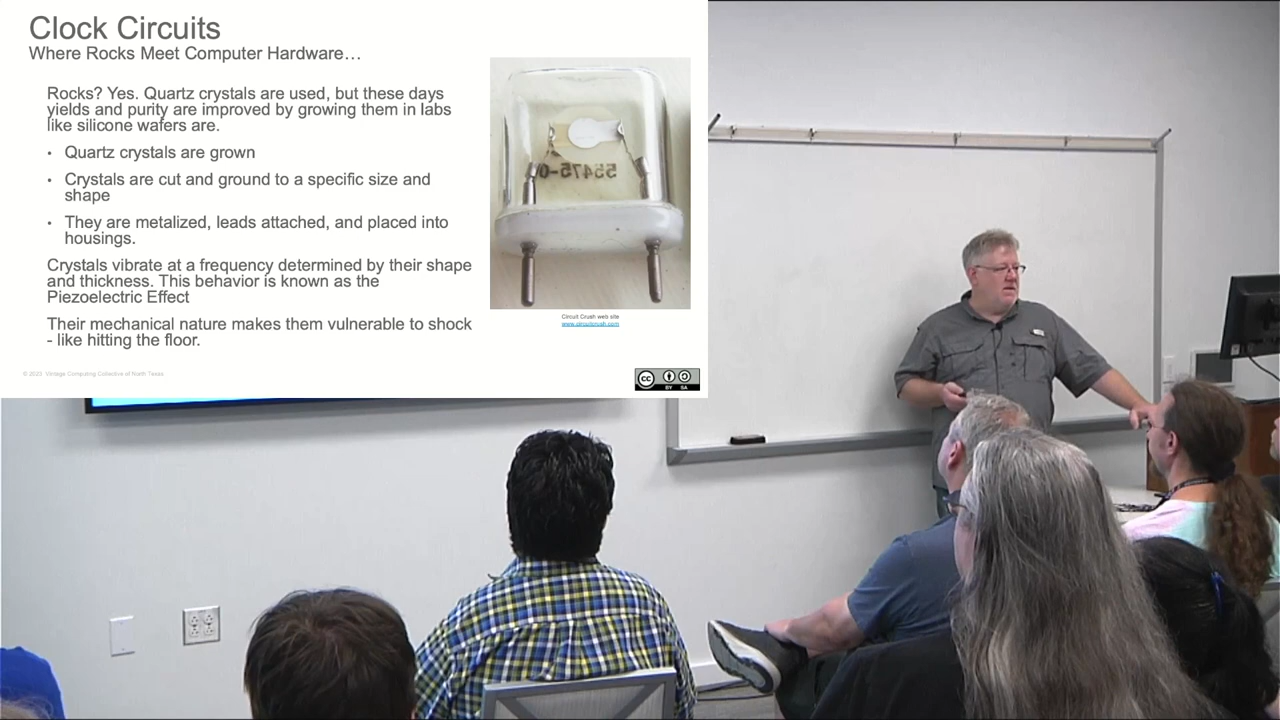 Clock Circuits
Where Rocks Meet Computer Hardware…
Rocks? Yes. Quartz crystals are used, but these days
yields and purity are improved by growing them in labs
like silicone wafers are.
• Quartz crystals are grown
• Crystals are cut and ground to a specific size and
shape
• They are metalized, leads attached, and placed into
housings.
Crystals vibrate at a frequency determined by their shape
and thickness. This behavior is known as the
Piezoelectric Effect
Their mechanical nature makes them vulnerable to shock
- like hitting the floor.
Circuit Crush web site
www.circuitcrush.com
© 2023 Vintage Computing Collective of North Texas
CC
BY SA